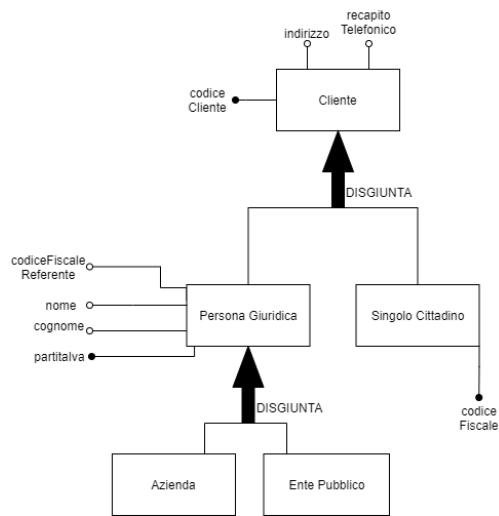 recapito
Telefonico
indirizzo
codice
Cliente
Cliente
DISGIUNTA
codiceFiscale
Referente
nome
cognome
partitaIva
Persona Giuridica
Singolo Cittadino
DISGIUNTA
codice
Fiscale
Azienda
Ente Pubblico